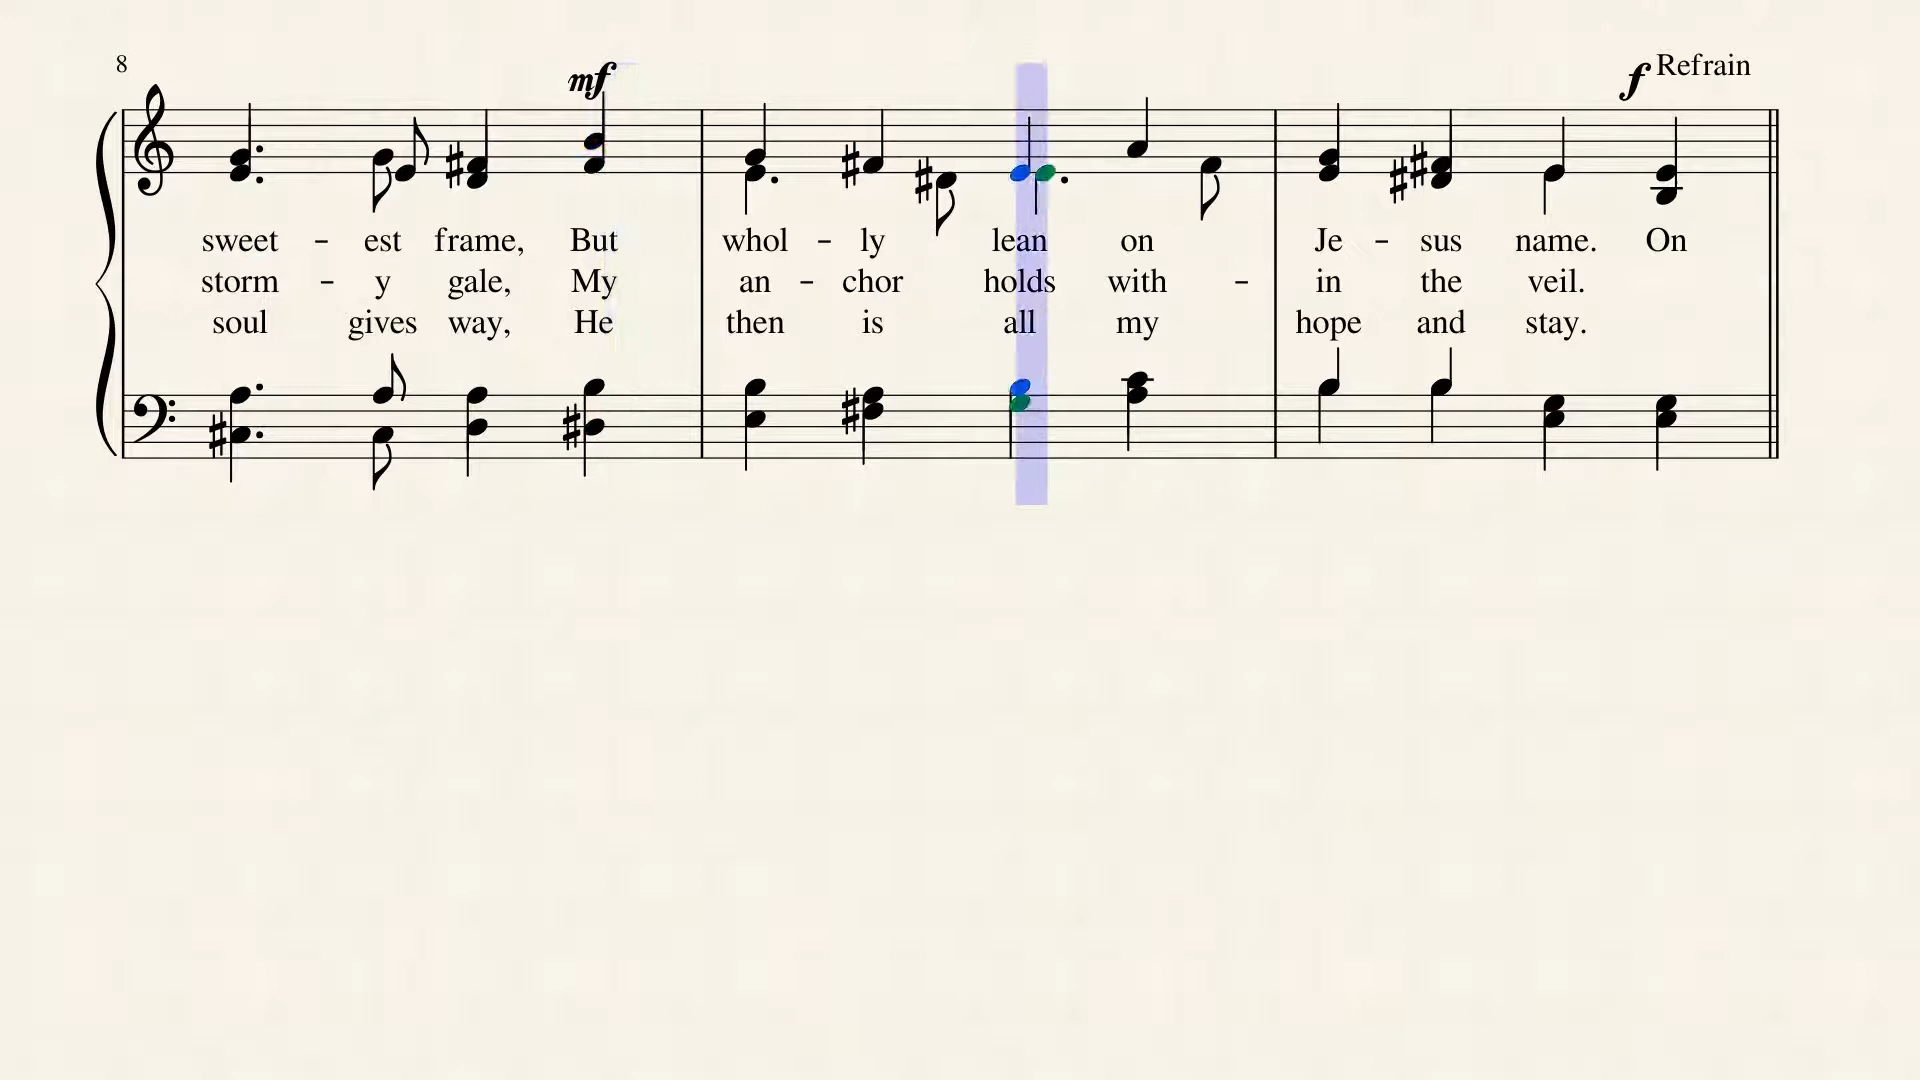 8
mf
f Refrain
sweet - est frame, But whol - ly lean on Je - sus name. On
storm - y gale, My an - chor holds with - in the veil.
soul gives way, He then is all my hope and stay.